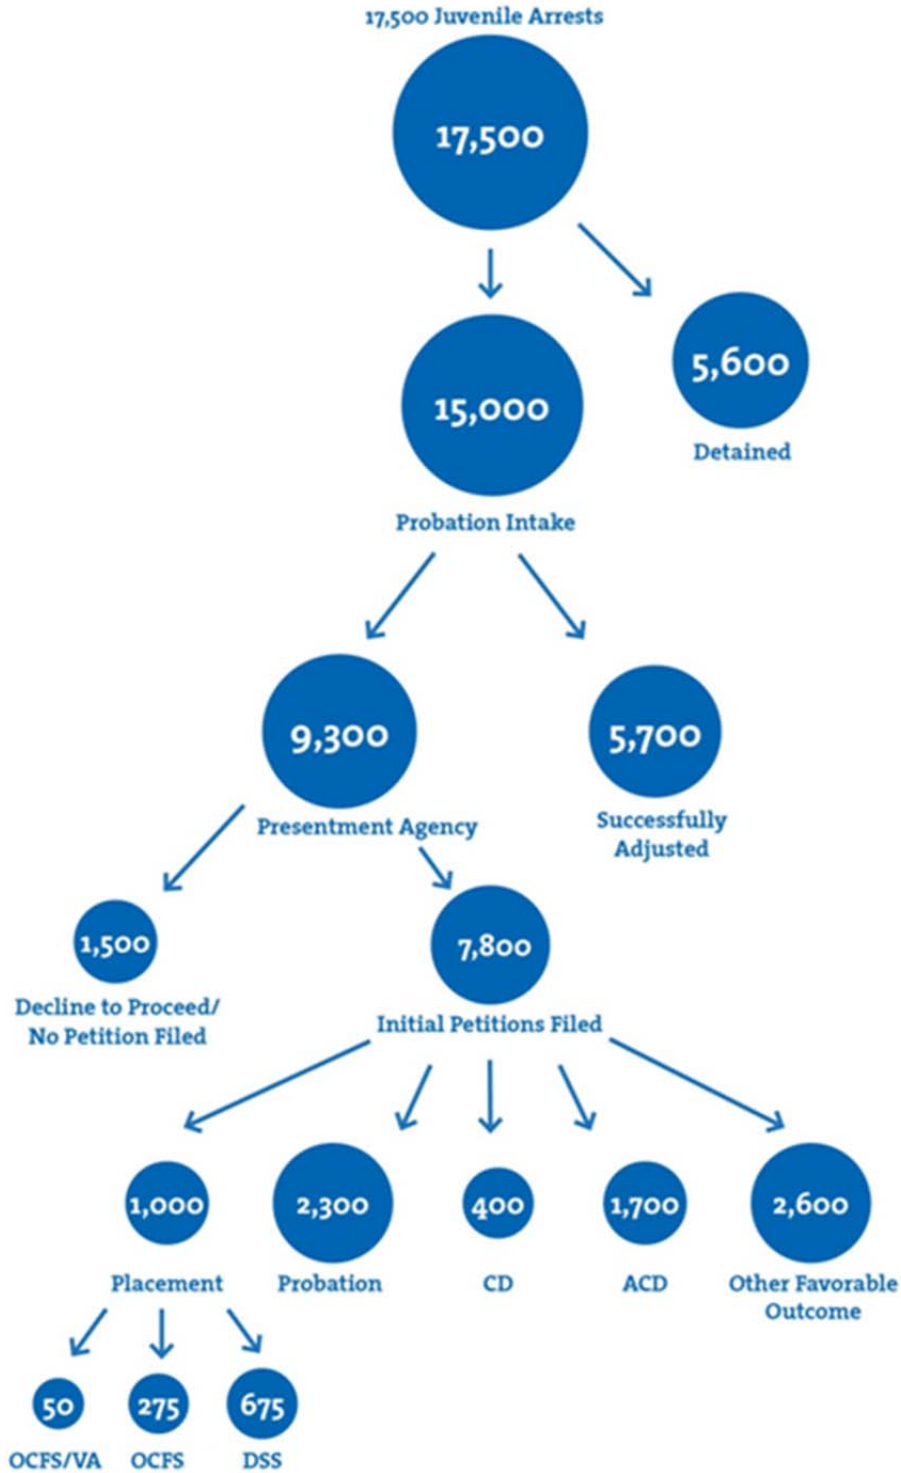 17,500 Juvenile Arrests
17,500
5,600
Detained
15,000
Probation Intake
9,300
Presentment Agency
5,700
Successfully
Adjusted
1,500
Decline to Proceed/
No Petition Filed
7,800
Initial Petitions Filed
1,000
Placement
2,300
Probation
400
CD
1,700
ACD
2,600
Other Favorable
Outcome
50
OCFS/VA
275
OCFS
675
DSS